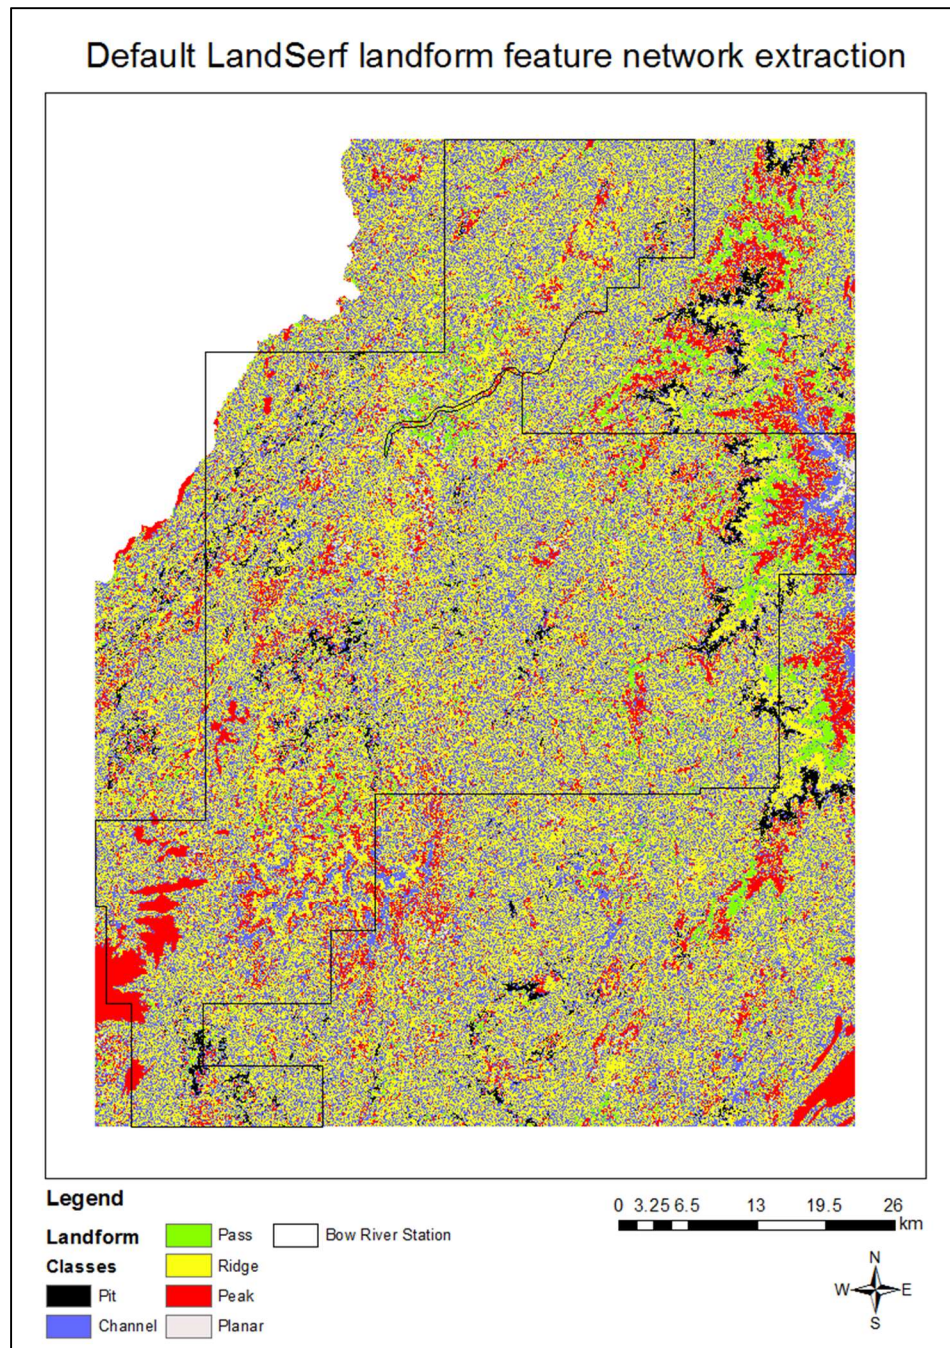 Default LandSerf landform feature network extraction
Legend
Landform
Classes
Pit
Channel
Pass
Ridge
Peak
Planar
Bow River Station
0 3.25 6.5 13 19.5 26
km
N
W E
S